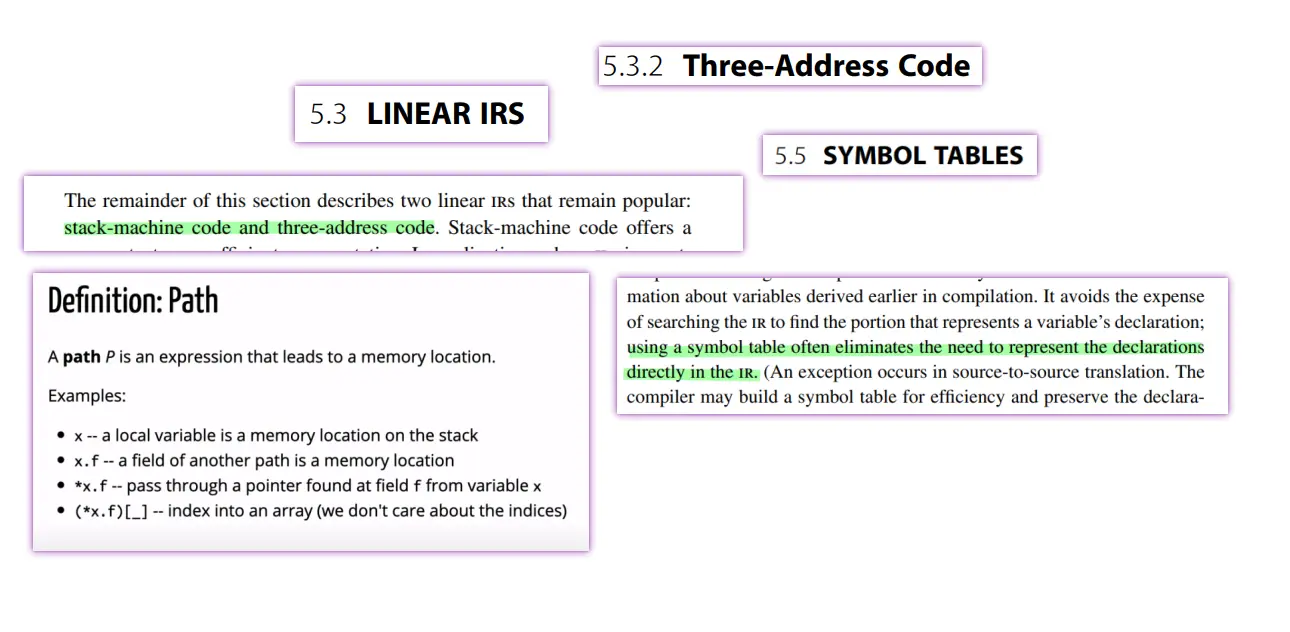 5.3.2 Three-Address Code
5.3 LINEAR IRS
5.5 SYMBOL TABLES
The remainder of this section describes two linear IRs that remain popular:
stack-machine code and three-address code. Stack-machine code offers a
Definition: Path
A path P is an expression that leads to a memory location.
Examples:
• x -- a local variable is a memory location on the stack
• x.f -- a field of another path is a memory location
• *x.f -- pass through a pointer found at field f from variable x
• (*x.f)[_] -- index into an array (we don't care about the indices)
mation about variables derived earlier in compilation. It avoids the expense
of searching the IR to find the portion that represents a variable's declaration;
using a symbol table often eliminates the need to represent the declarations
directly in the IR. (An exception occurs in source-to-source translation. The
compiler may build a symbol table for efficiency and preserve the declara-